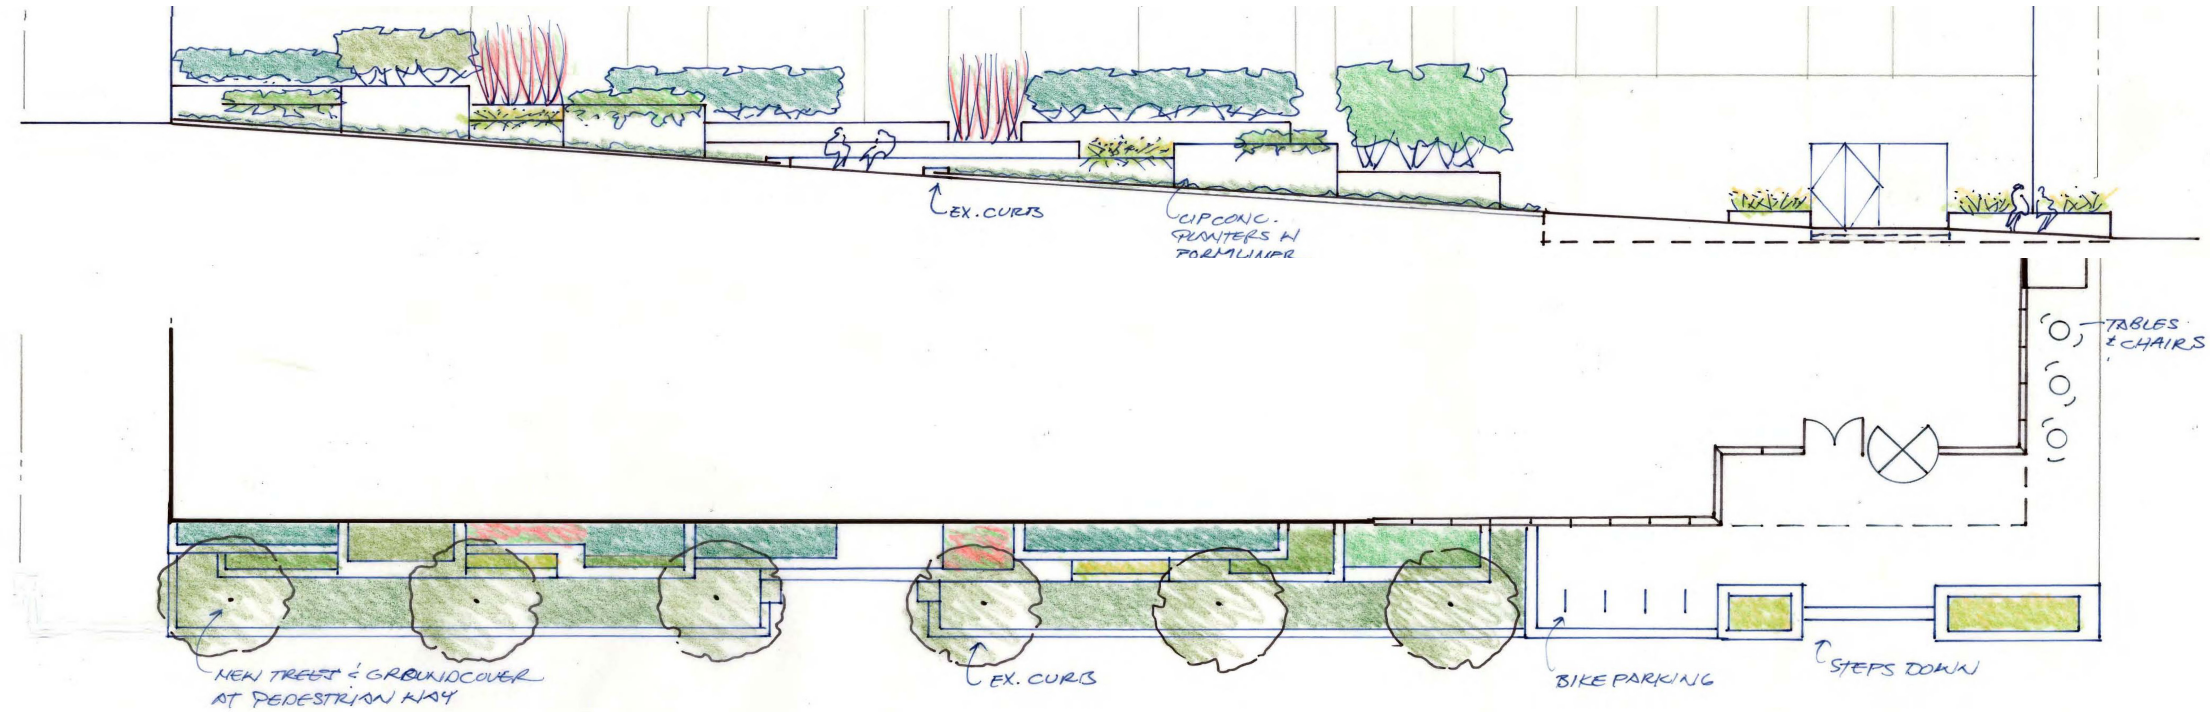 EX. CURB
CIP CONC.
PLANTERS W
FORMLINER
TABLES
& CHAIRS
NEW TREES & GROUNDCOVER
AT PEDESTRIAN WAY
EX. CURB
BIKE PARKING
STEPS DOWN